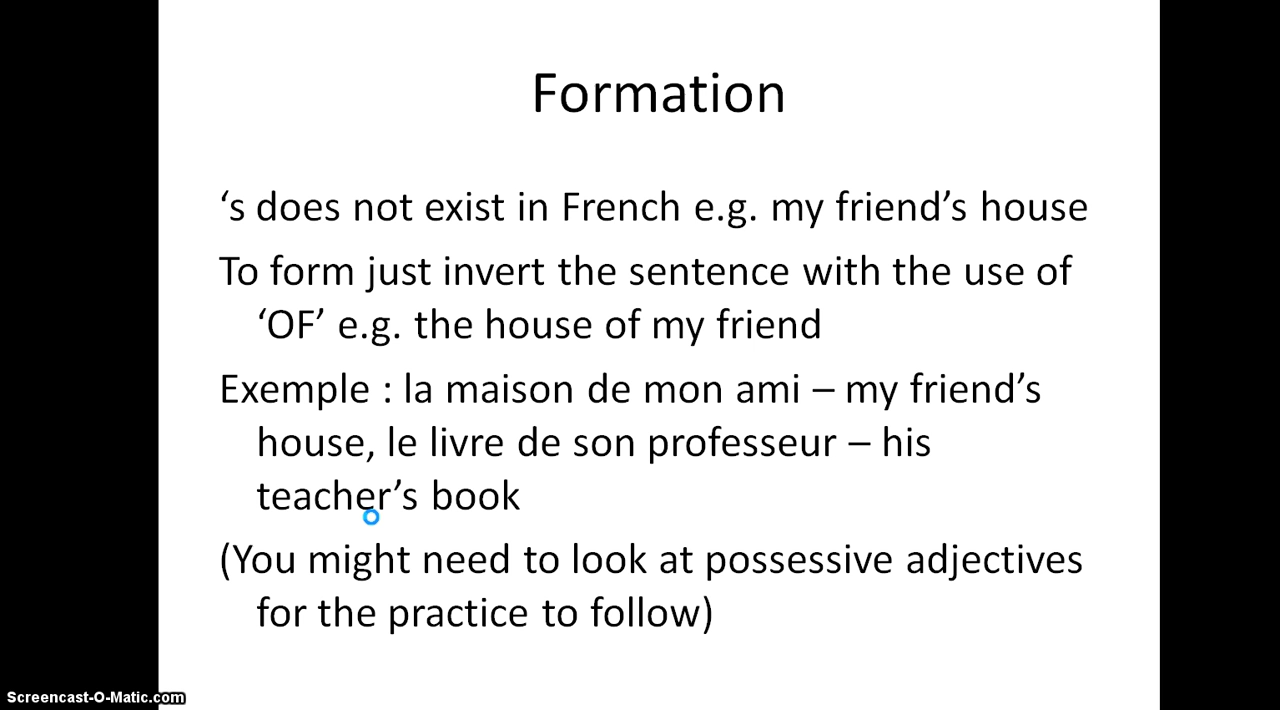 Formation
‘s does not exist in French e.g. my friend’s house
To form just invert the sentence with the use of
‘OF’ e.g. the house of my friend
Exemple : la maison de mon ami – my friend’s
house, le livre de son professeur – his
teacher’s book
(You might need to look at possessive adjectives
for the practice to follow)
Screencast-O-Matic.com